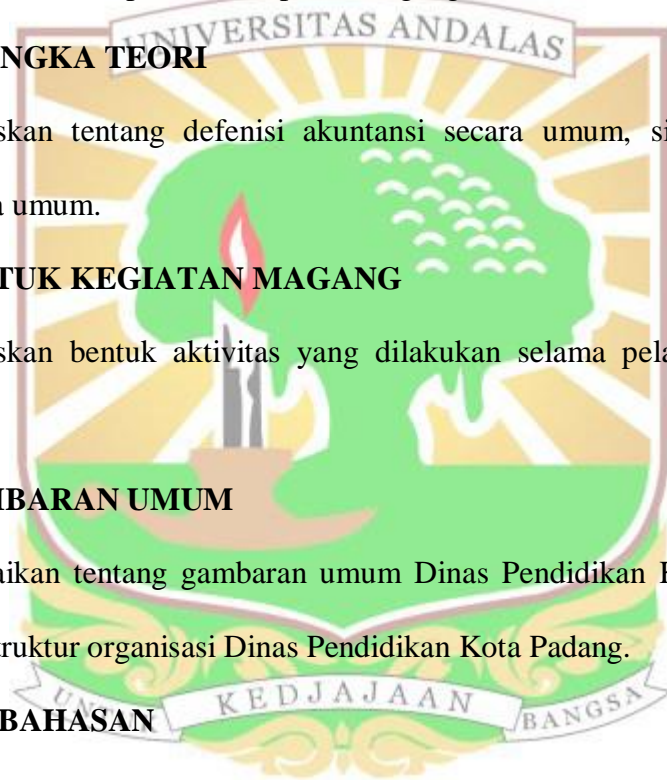 UNIVERSITAS ANDALAS
NGKA TEORI
skan tentang defenisi akuntansi secara umum, si
a umum.
TUK KEGIATAN MAGANG
skan bentuk aktivitas yang dilakukan selama pela
IBARAN UMUM
aikan tentang gambaran umum Dinas Pendidikan K
truktur organisasi Dinas Pendidikan Kota Padang.
KEDJAJAAN BANGSA
BAHASAN